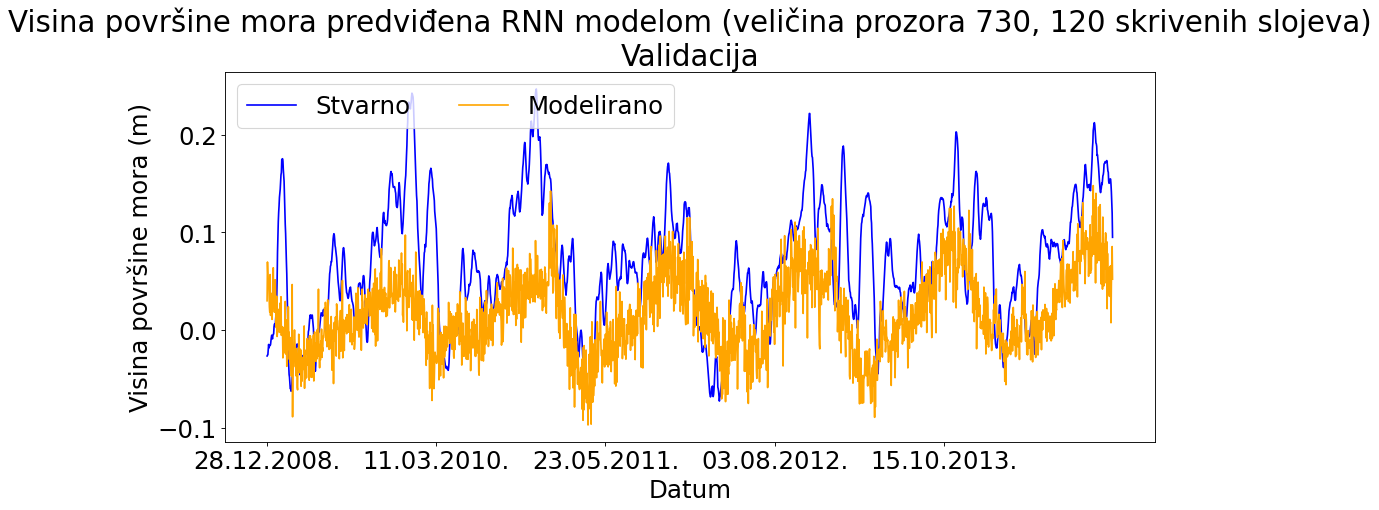 Visina površine mora predviđena RNN modelom (veličina prozora 730, 120 skrivenih slojeva)
Validacija
Stvarno Modelirano
Visina površine mora (m)
0.2
0.1
0.0
−0.1
28.12.2008. 11.03.2010. 23.05.2011. 03.08.2012. 15.10.2013.
Datum